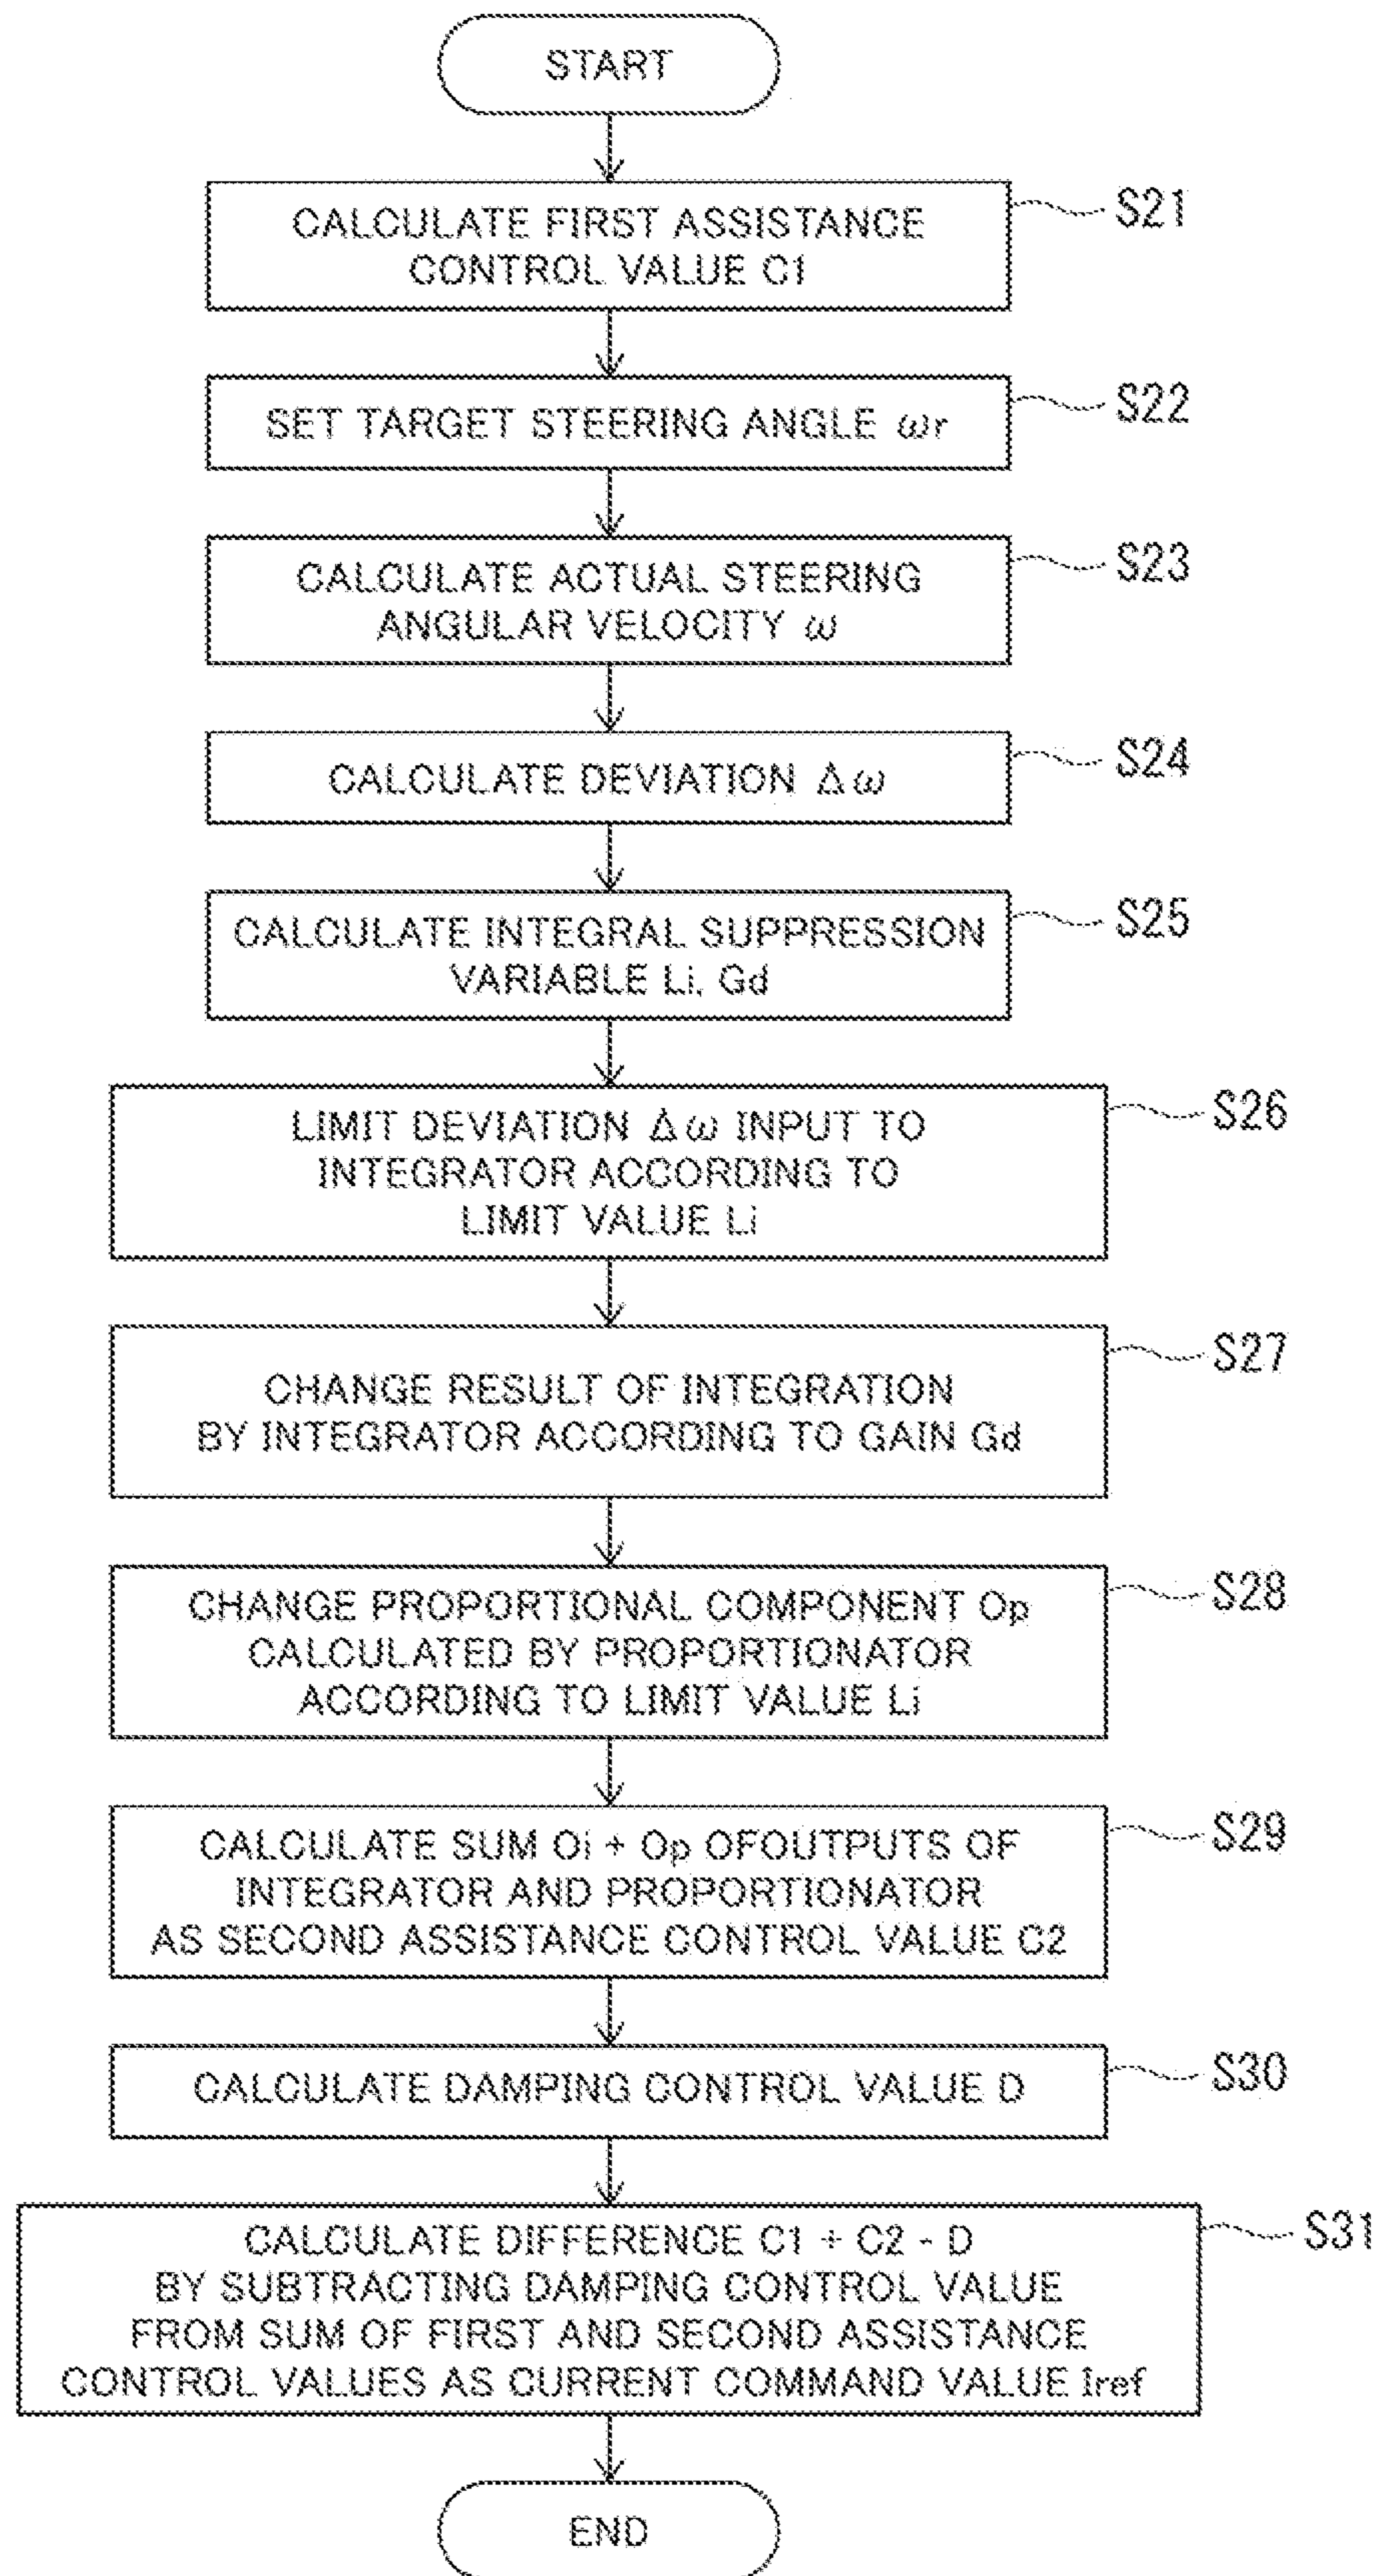 START
CALCULATE FIRST ASSISTANCE
CONTROL VALUE C1
S21
SET TARGET STEERING ANGLE ωr
S22
CALCULATE ACTUAL STEERING
ANGULAR VELOCITY ω
S23
CALCULATE DEVIATION Δω
S24
CALCULATE INTEGRAL SUPPRESSION
VARIABLE Li, Gd
S25
LIMIT DEVIATION Δω INPUT TO
INTEGRATOR ACCORDING TO
LIMIT VALUE Li
S26
CHANGE RESULT OF INTEGRATION
BY INTEGRATOR ACCORDING TO GAIN Gd
S27
CHANGE PROPORTIONAL COMPONENT Op
CALCULATED BY PROPORTIONATOR
ACCORDING TO LIMIT VALUE Li
S28
CALCULATE SUM Oi + Op OFOUTPUTS OF
INTEGRATOR AND PROPORTIONATOR
AS SECOND ASSISTANCE CONTROL VALUE C2
S29
CALCULATE DAMPING CONTROL VALUE D
S30
CALCULATE DIFFERENCE C1 + C2 - D
BY SUBTRACTING DAMPING CONTROL VALUE
FROM SUM OF FIRST AND SECOND ASSISTANCE
CONTROL VALUES AS CURRENT COMMAND VALUE Iref
S31
END